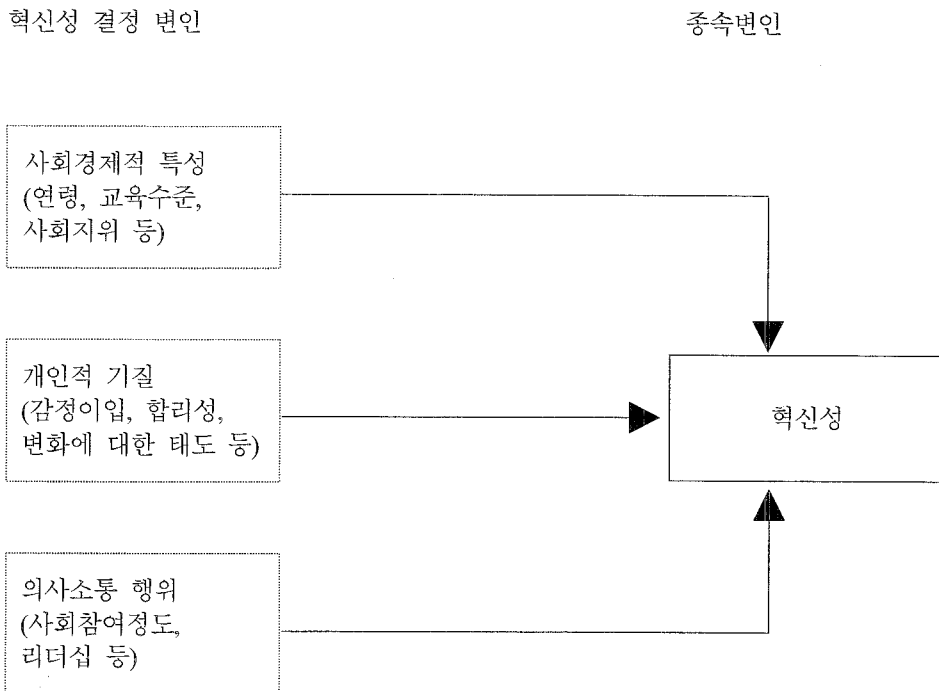 혁신성 결정 변인
종속변인
사회경제적 특성
(연령, 교육수준,
사회지위 등)
개인적 기질
(감정이입, 합리성,
변화에 대한 태도 등)
혁신성
의사소통 행위
(사회참여정도,
리더십 등)